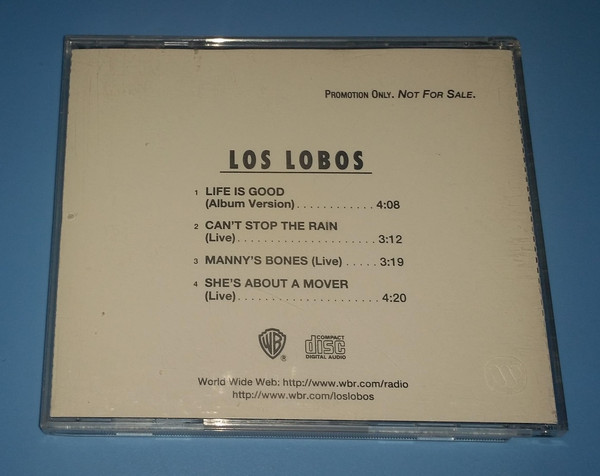 PROMOTION ONLY. NOT FOR SALE.
LOS LOBOS
1 LIFE IS GOOD
(Album Version) . . . . . . . . . . . . 4:08
2 CAN'T STOP THE RAIN
(Live) . . . . . . . . . . . . . . . . . . . . . 3:12
3 MANNY'S BONES (Live) . . . . . 3:19
4 SHE'S ABOUT A MOVER
(Live) . . . . . . . . . . . . . . . . . . . . . 4:20
WB ®
COMPACT
disc
DIGITAL AUDIO
World Wide Web: http://www.wbr.com/radio
http://www.wbr.com/loslobos